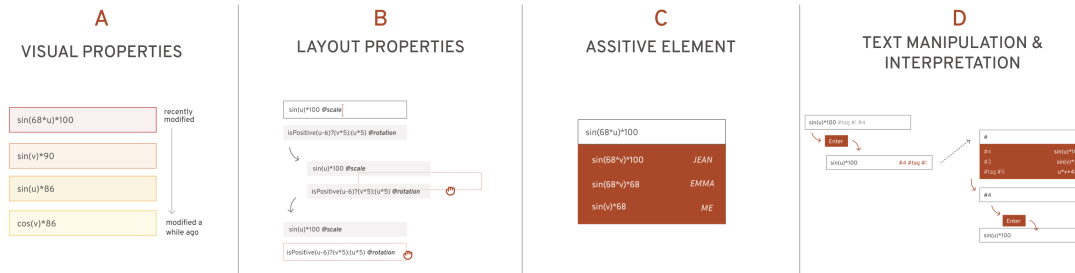 A
VISUAL PROPERTIES
sin(68*u)*100
recently
modified
sin(v)*90
sin(u)*86
cos(v)*86
modified a
while ago
B
LAYOUT PROPERTIES
sin(u)*100 @scale
isPositive(u-6)?(v*5):(u*5) @rotation
sin(u)*100 @scale
isPositive(u-6)?(v*5):(u*5) @rotation
sin(u)*100 @scale
isPositive(u-6)?(v*5):(u*5) @rotation
C
ASSITIVE ELEMENT
sin(68*u)*100
sin(68*v)*100 JEAN
sin(68*v)*68 EMMA
sin(v)*68 ME
D
TEXT MANIPULATION &
INTERPRETATION
sin(u)*100 #tag #! #4
Enter
sin(u)*100 #4 #tag #!
#
#4 sin(u)*1
#3 sin(v)*
#tag #5 u*v+4
#4
Enter
sin(u)*100